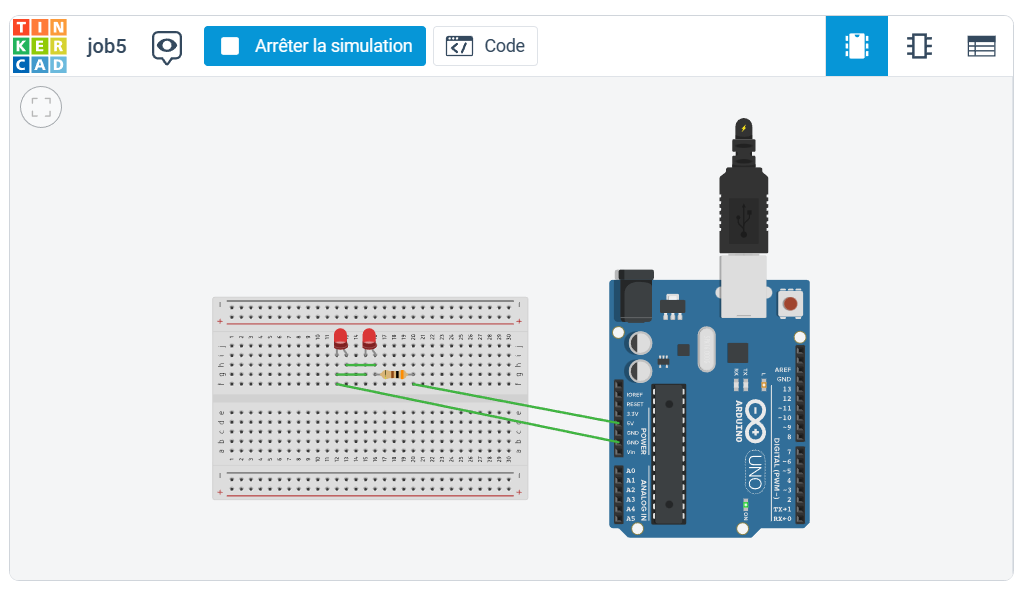 TIN
KER
CAD
job5
Arrêter la simulation
Code
IOREF
RESET
3.3V
5V
GND
GND
Vin
POWER
A0
A1
A2
A3
A4
A5
ANALOG IN
RX
TX
L
ARDUINO
UNO
ON
AREF
GND
13
12
~11
~10
~9
8
7
~6
~5
4
~3
2
TX→1
RX←0
DIGITAL (PWM~)
j
i
h
g
f
e
d
c
b
a